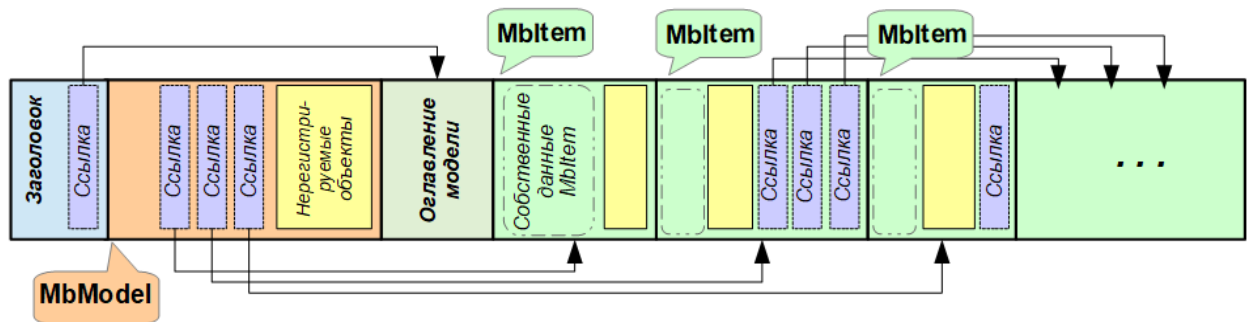 MbItem
MbItem
MbItem
Заголовок
Ссылка
Ссылка
Ссылка
Ссылка
Нерегистри-
руемые
объекты
Оглавление
модели
Собственные
данные
MbItem
Ссылка
Ссылка
Ссылка
Ссылка
. . .
MbModel